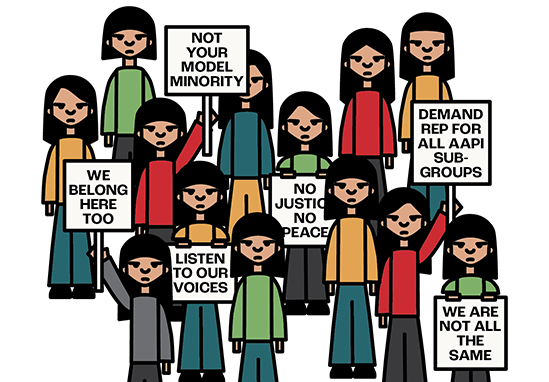 NOT
YOUR
MODEL
MINORITY
DEMAND
REP FOR
ALL AAPI
SUB-
GROUPS
WE
BELONG
HERE
TOO
NO
JUSTIC
NO
PEACE
LISTEN
TO OUR
VOICES
WE ARE
NOT ALL
THE
SAME